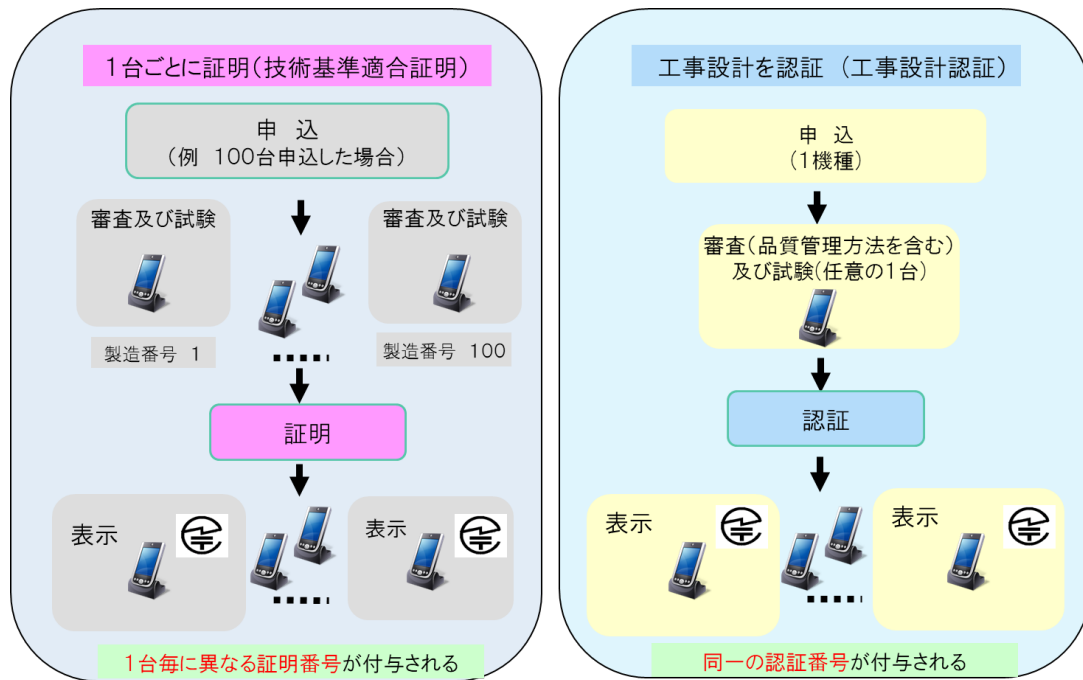 1台ごとに証明(技術基準適合証明)
申 込
(例 100台申込した場合)
審査及び試験
審査及び試験
製造番号 1
製造番号 100
証明
表示
表示
1台毎に異なる証明番号が付与される
工事設計を認証 (工事設計認証)
申 込
(1機種)
審査(品質管理方法を含む)
及び試験(任意の1台)
認証
表示
表示
同一の認証番号が付与される